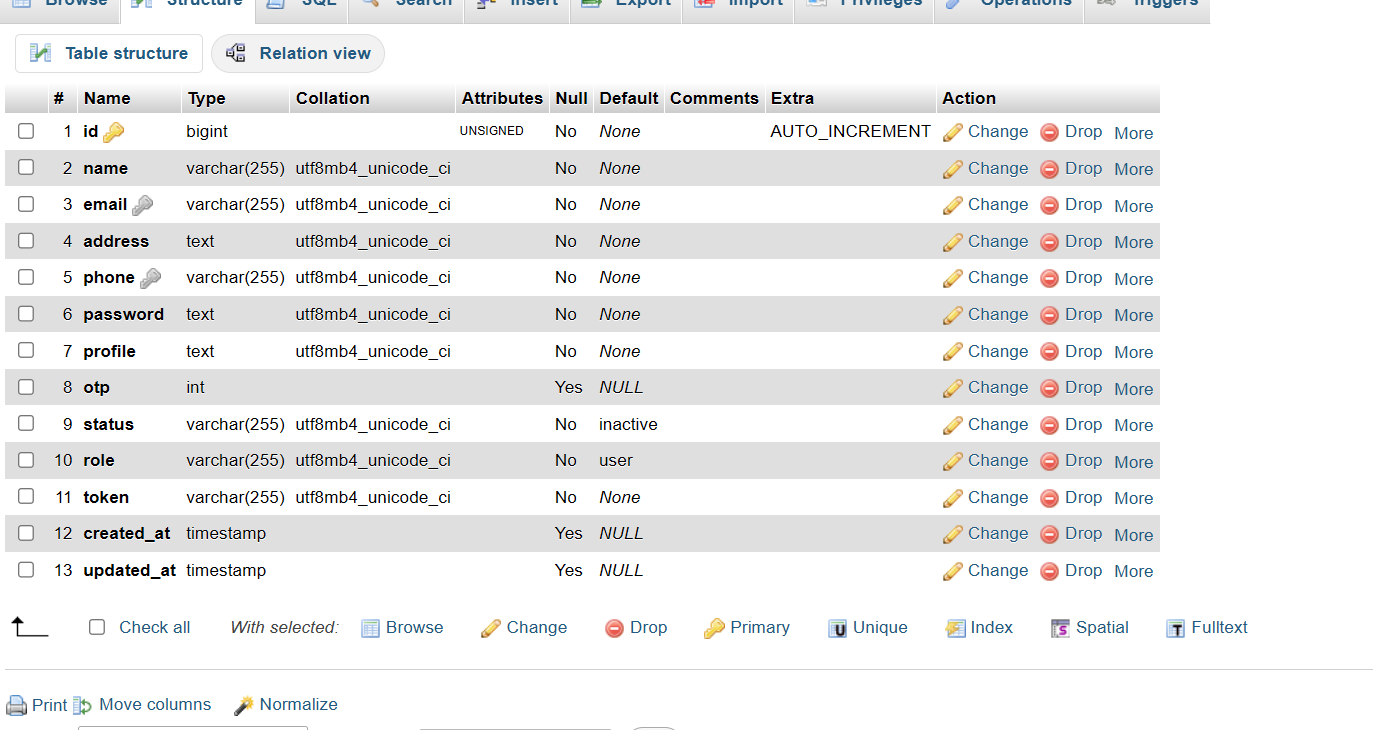 Browse Structure SQL Search Insert Export Import Privileges Operations Triggers
Table structure Relation view
# Name Type Collation Attributes Null Default Comments Extra Action
1 id bigint UNSIGNED No None AUTO_INCREMENT Change Drop More
2 name varchar(255) utf8mb4_unicode_ci No None Change Drop More
3 email varchar(255) utf8mb4_unicode_ci No None Change Drop More
4 address text utf8mb4_unicode_ci No None Change Drop More
5 phone varchar(255) utf8mb4_unicode_ci No None Change Drop More
6 password text utf8mb4_unicode_ci No None Change Drop More
7 profile text utf8mb4_unicode_ci No None Change Drop More
8 otp int Yes NULL Change Drop More
9 status varchar(255) utf8mb4_unicode_ci No inactive Change Drop More
10 role varchar(255) utf8mb4_unicode_ci No user Change Drop More
11 token varchar(255) utf8mb4_unicode_ci No None Change Drop More
12 created_at timestamp Yes NULL Change Drop More
13 updated_at timestamp Yes NULL Change Drop More
Check all With selected: Browse Change Drop Primary Unique Index Spatial Fulltext
Print Move columns Normalize